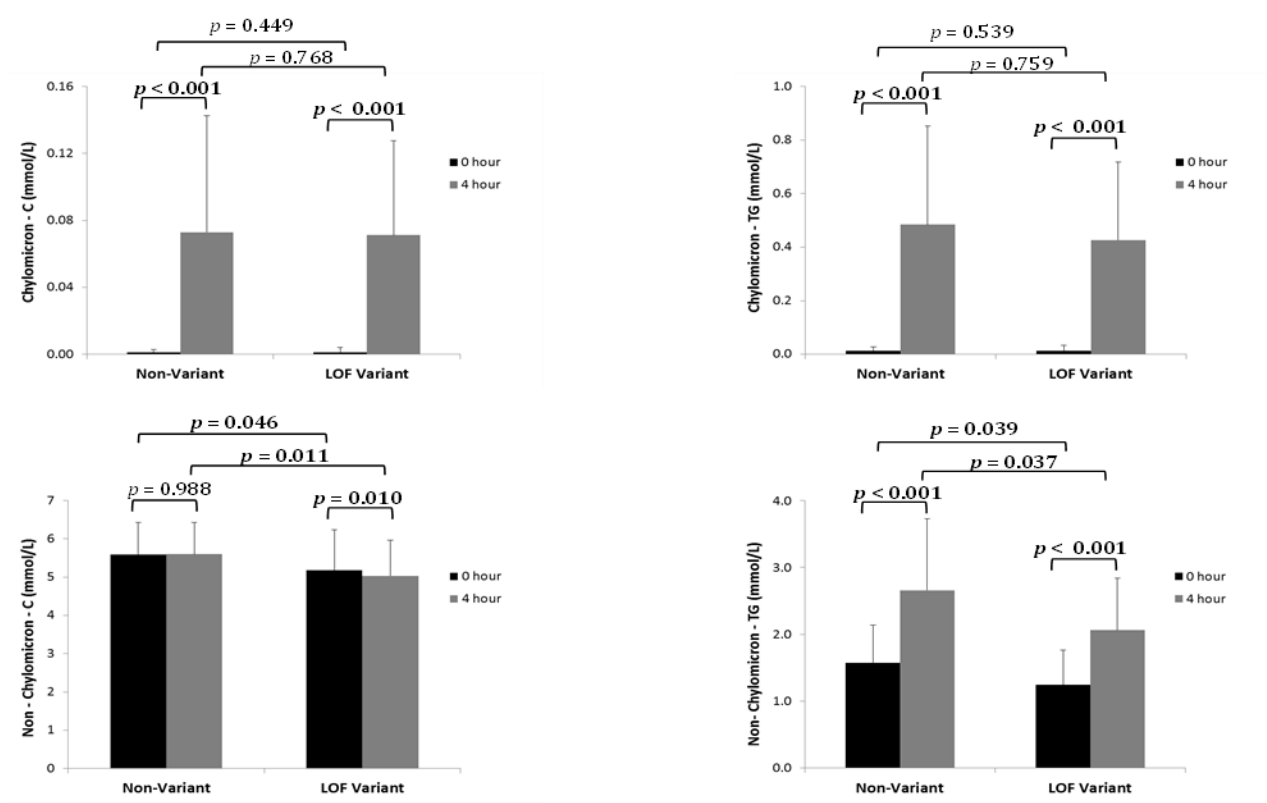 p = 0.449
p = 0.768
p < 0.001
p < 0.001
0.16
0.12
0.08
0.04
0.00
Chylomicron - C (mmol/L)
0 hour
4 hour
Non-Variant
LOF Variant
p = 0.539
p = 0.759
p < 0.001
p < 0.001
1.0
0.8
0.6
0.4
0.2
0.0
Chylomicron - TG (mmol/L)
0 hour
4 hour
Non-Variant
LOF Variant
p = 0.046
p = 0.011
p = 0.988
p = 0.010
7
6
5
4
3
2
1
0
Non - Chylomicron - C (mmol/L)
0 hour
4 hour
Non-Variant
LOF Variant
p = 0.039
p = 0.037
p < 0.001
p < 0.001
4.0
3.0
2.0
1.0
0.0
Non- Chylomicron - TG (mmol/L)
0 hour
4 hour
Non-Variant
LOF Variant